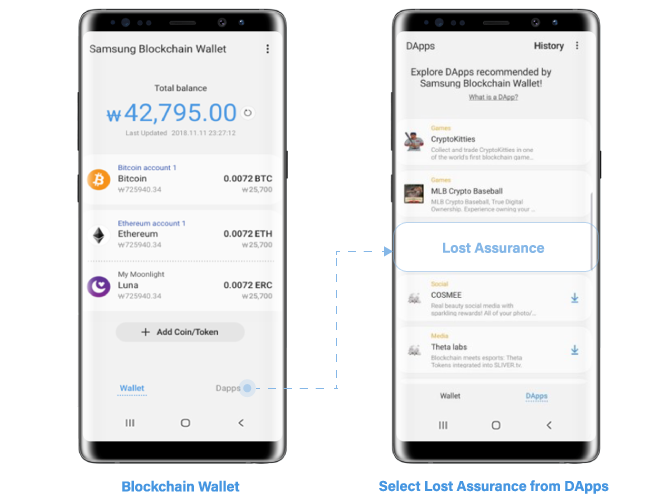 Samsung Blockchain Wallet
Total balance
₩42,795.00
Last Updated 2018.11.11 23:27:12
Bitcoin account 1
Bitcoin 0.0072 BTC
₩725940.34 ₩25,700
Ethereum account 1
Ethereum 0.0072 ETH
₩725940.34 ₩25,700
My Moonlight
Luna 0.0072 ERC
₩725940.34 ₩25,700
+ Add Coin/Token
Wallet Dapps
Blockchain Wallet
DApps History
Explore DApps recommended by
Samsung Blockchain Wallet!
What is a DApp?
Games
CryptoKitties
Collect and trade CryptoKitties in one
of the world's first blockchain game...
Games
MLB Crypto Baseball
MLB Crypto Baseball, True Digital
Ownership. Experience owning your ...
Lost Assurance
Social
COSMEE
Real beauty social media with
sparkling rewards! All of your photo/...
Media
Theta labs
Blockchain meets esports: Theta
Tokens integrated into SLIVER.tv.
Wallet DApps
Select Lost Assurance from DApps